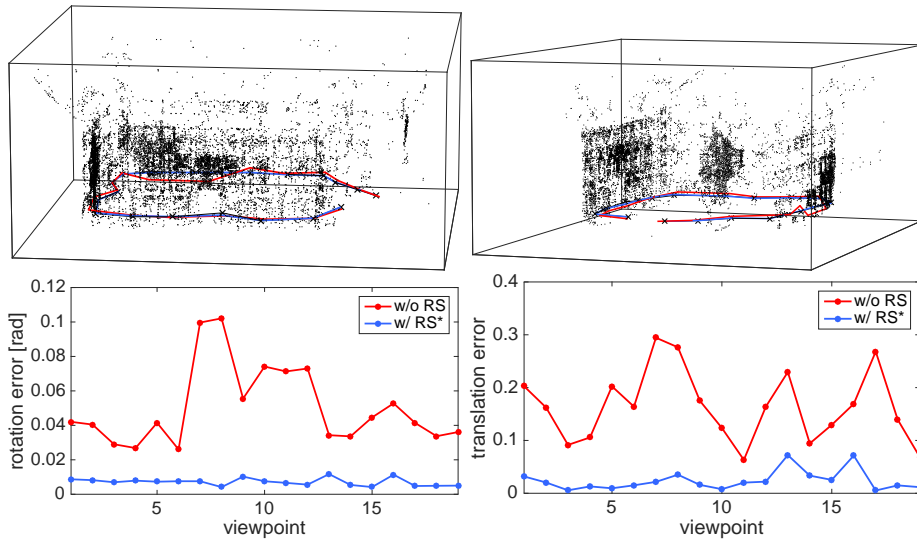 0.12
0.1
0.08
0.06
0.04
0.02
0
rotation error [rad]
w/o RS
w/ RS*
5
10
15
viewpoint
0.4
0.3
0.2
0.1
0
translation error
w/o RS
w/ RS*
5
10
15
viewpoint